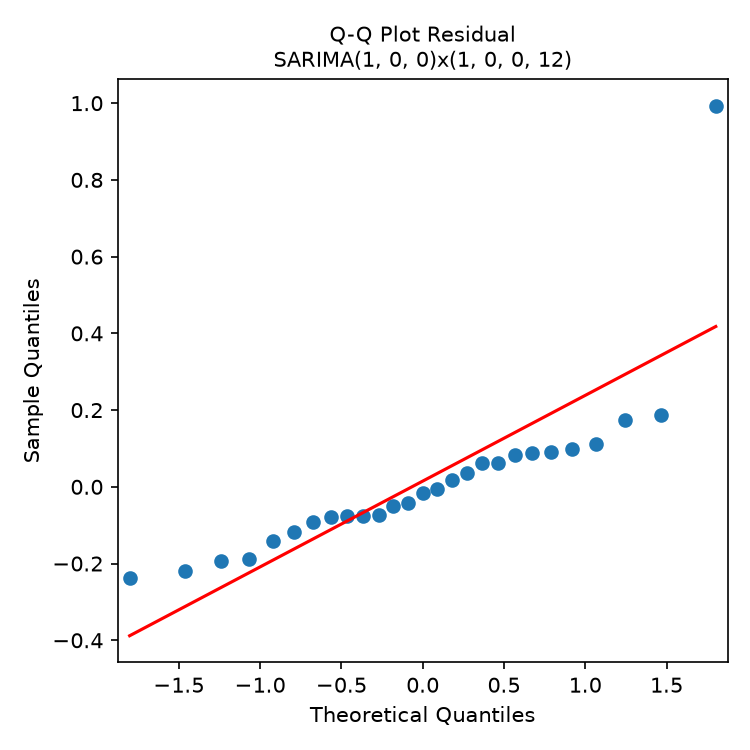 Q-Q Plot Residual
SARIMA(1, 0, 0)x(1, 0, 0, 12)
1.0
0.8
0.6
0.4
0.2
0.0
−0.2
−0.4
Sample Quantiles
−1.5 −1.0 −0.5 0.0 0.5 1.0 1.5
Theoretical Quantiles